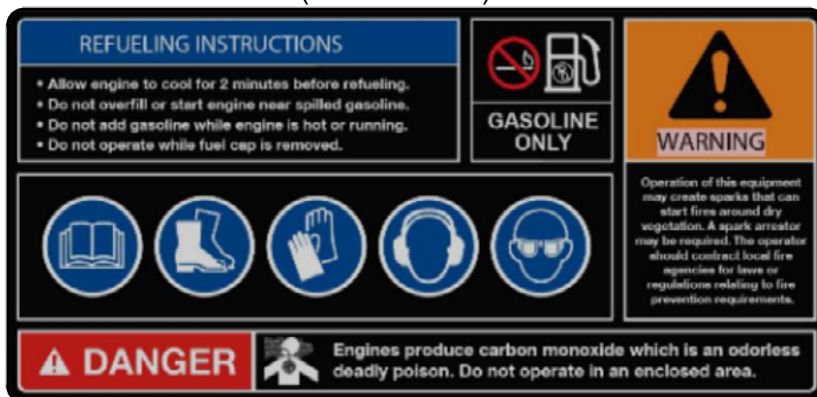 REFUELING INSTRUCTIONS
• Allow engine to cool for 2 minutes before refueling.
• Do not overfill or start engine near spilled gasoline.
• Do not add gasoline while engine is hot or running.
• Do not operate while fuel cap is removed.
GASOLINE
ONLY
WARNING
Operation of this equipment
may create sparks that can
start fires around dry
vegetation. A spark arrestor
may be required. The operator
should contract local fire
agencies for laws or
regulations relating to fire
prevention requirements.
DANGER
Engines produce carbon monoxide which is an odorless
deadly poison. Do not operate in an enclosed area.